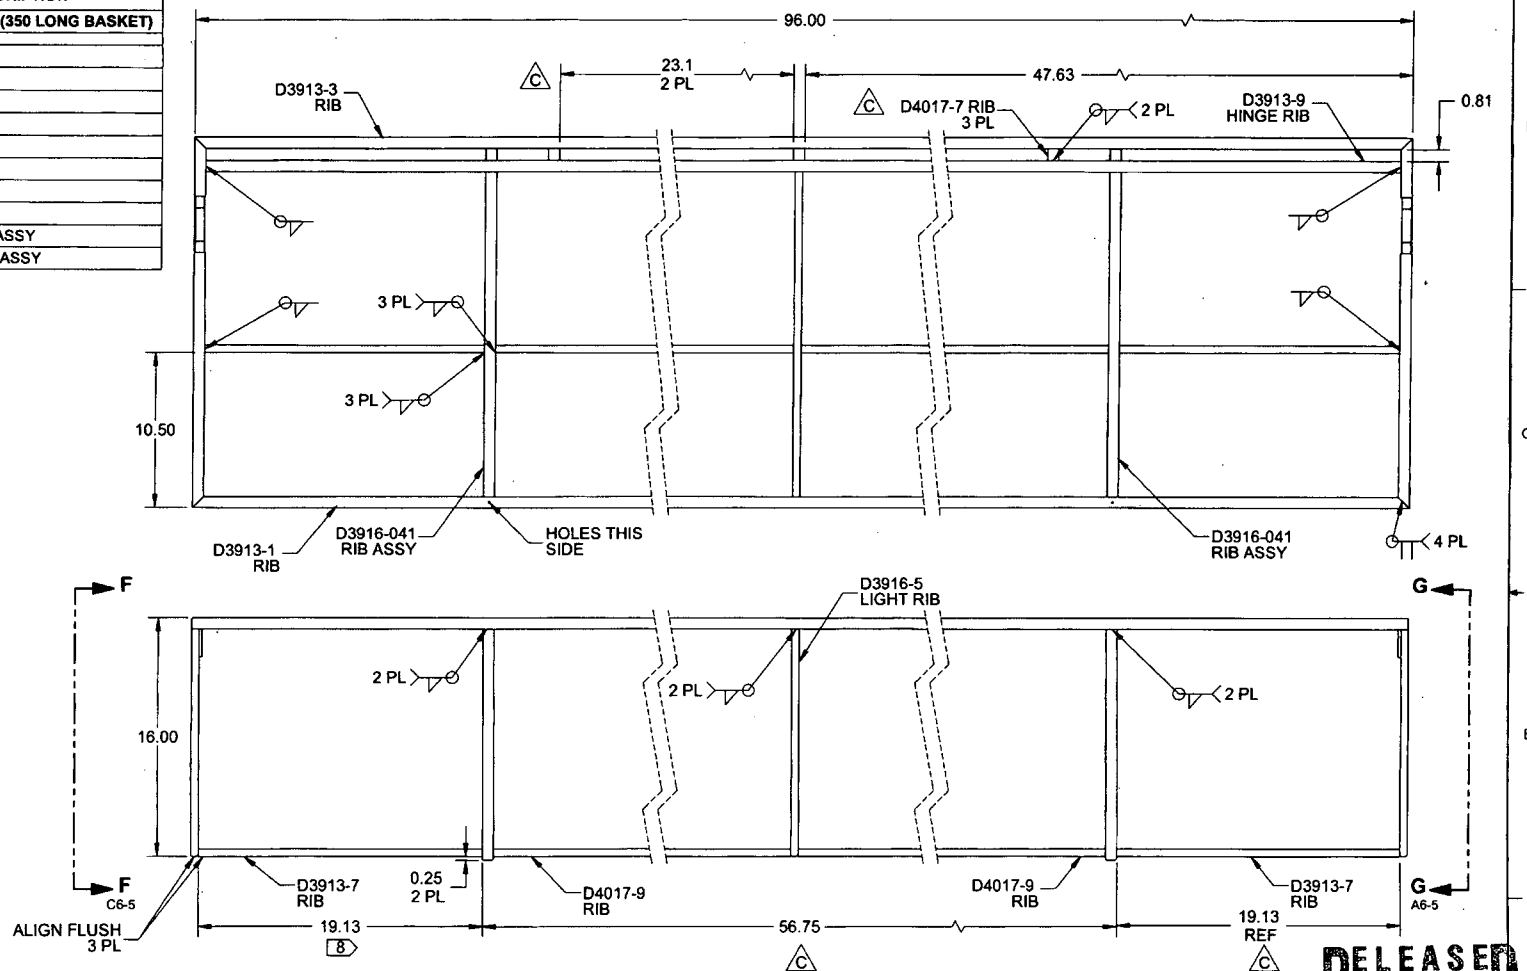 (350 LONG BASKET)
ASSY
ASSY
96.00
23.1
2 PL
C
47.63
D3913-3
RIB
C
D4017-7 RIB
3 PL
2 PL
D3913-9
HINGE RIB
0.81
3 PL
3 PL
10.50
D3913-1
RIB
D3916-041
RIB ASSY
HOLES THIS
SIDE
D3916-041
RIB ASSY
4 PL
F
D3916-5
LIGHT RIB
G
2 PL
2 PL
2 PL
16.00
F
C6-5
D3913-7
RIB
0.25
2 PL
D4017-9
RIB
D4017-9
RIB
D3913-7
RIB
G
A6-5
ALIGN FLUSH
3 PL
19.13
8
56.75
C
19.13
REF
C
RELEASED